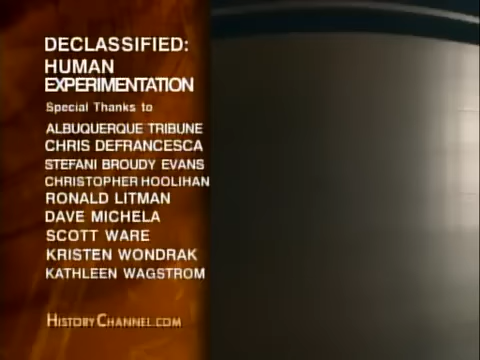 DECLASSIFIED:
HUMAN
EXPERIMENTATION
Special Thanks to
ALBUQUERQUE TRIBUNE
CHRIS DEFRANCESCA
STEFANI BROUDY EVANS
CHRISTOPHER HOOLIHAN
RONALD LITMAN
DAVE MICHELA
SCOTT WARE
KRISTEN WONDRAK
KATHLEEN WAGSTROM
HISTORYCHANNEL.COM